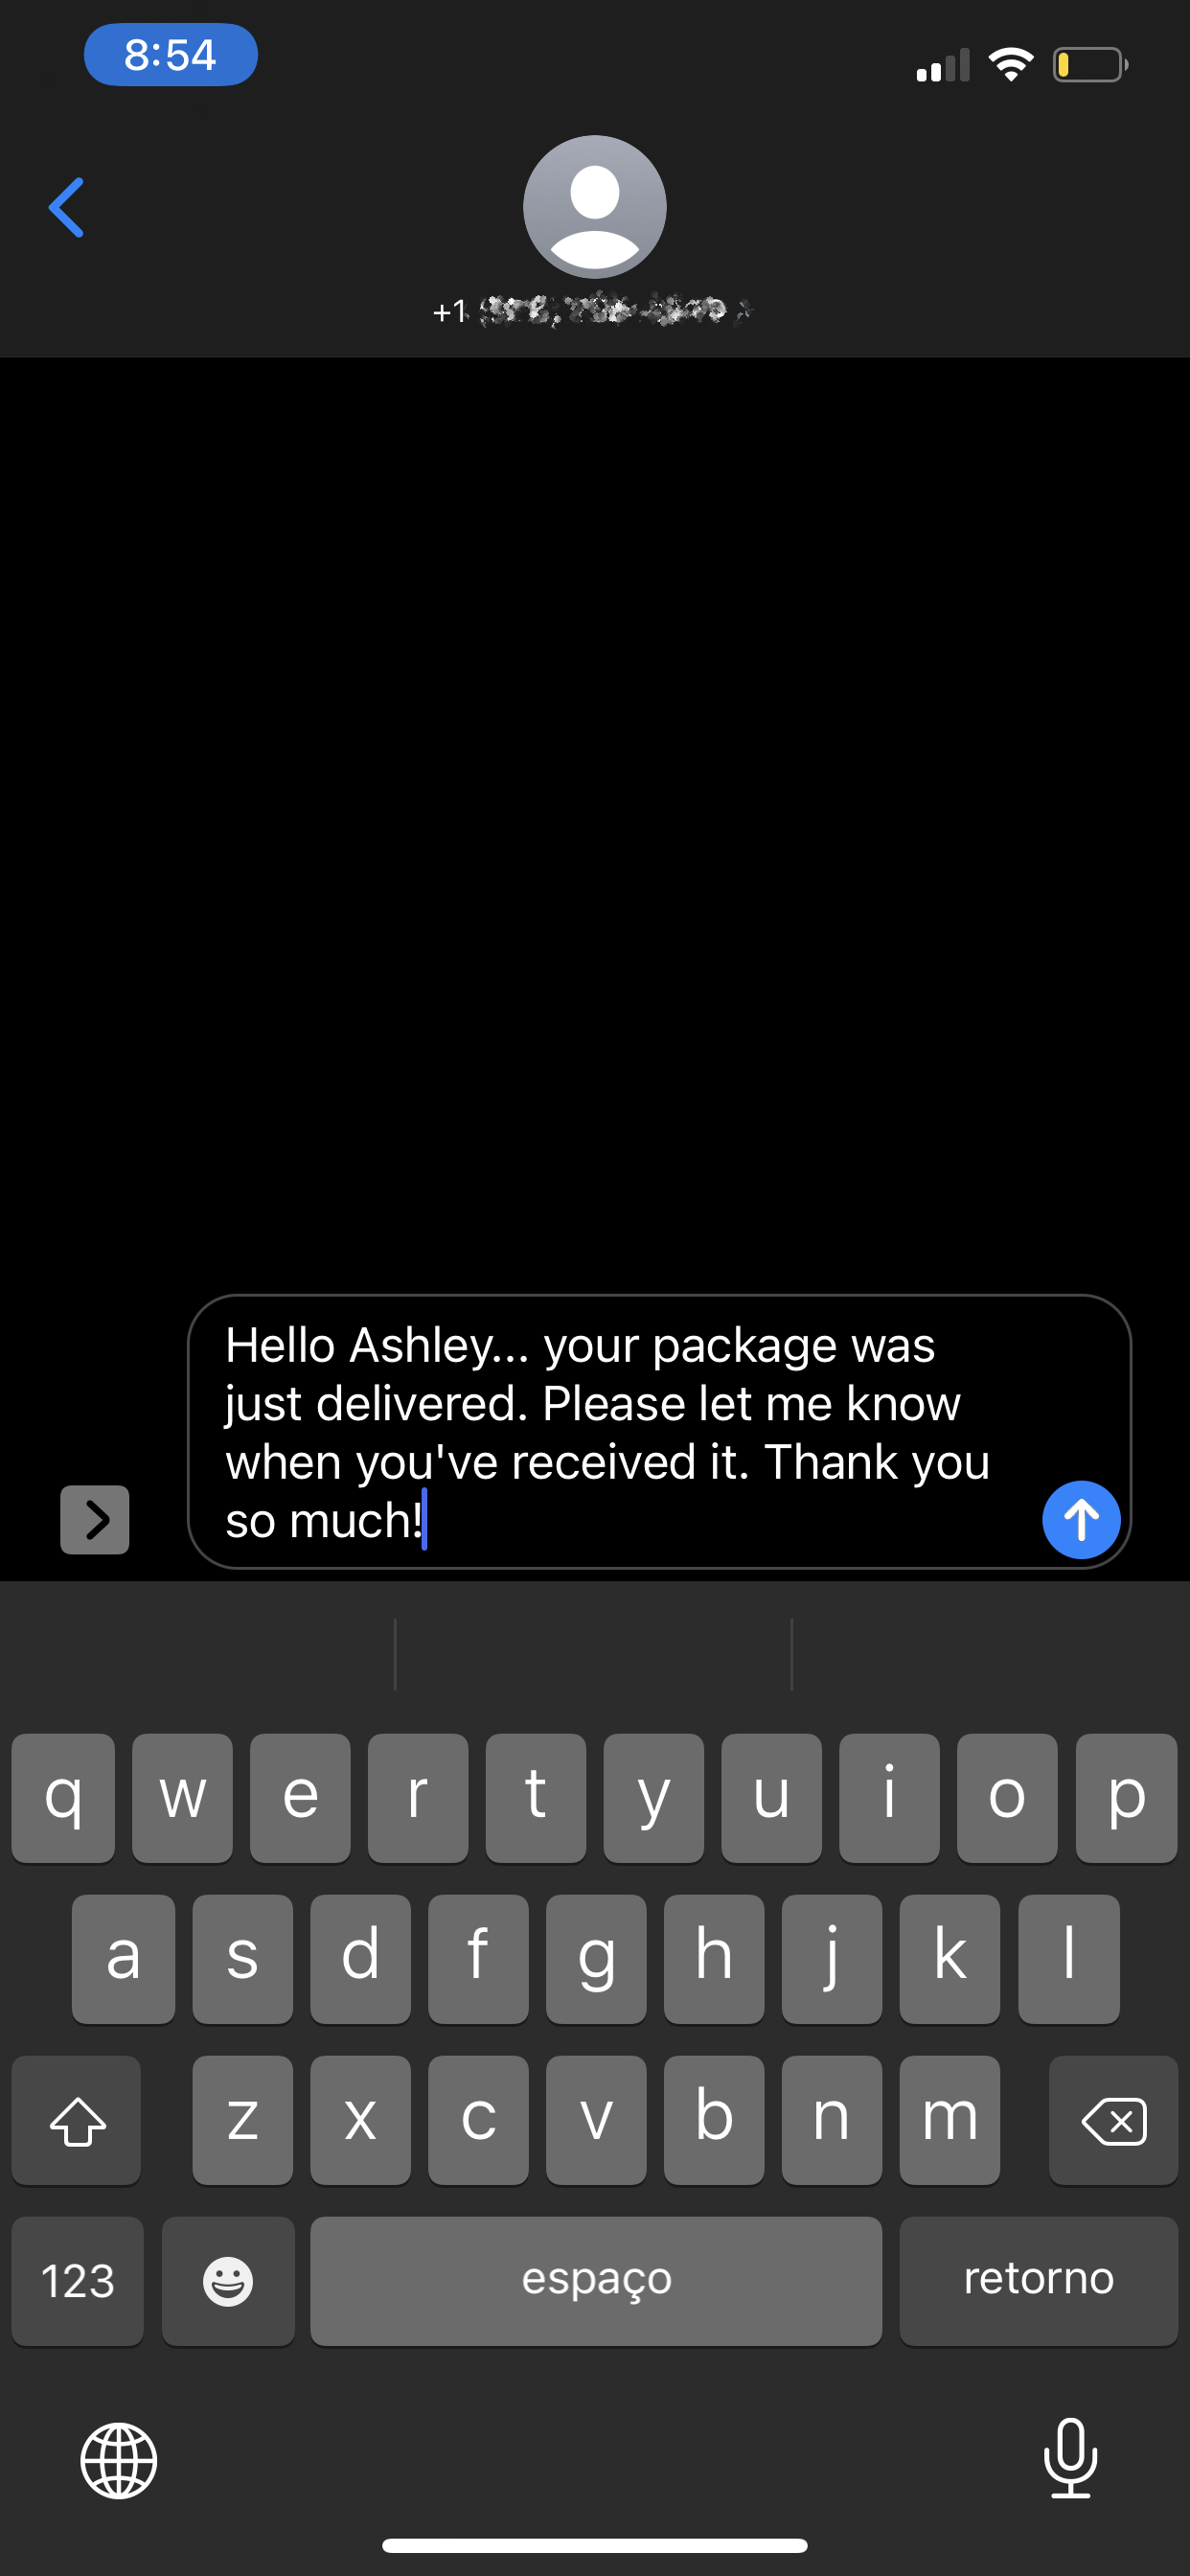 8:54
+1
Hello Ashley... your package was
just delivered. Please let me know
when you've received it. Thank you
so much!
q w e r t y u i o p
a s d f g h j k l
z x c v b n m
123 espaço retorno